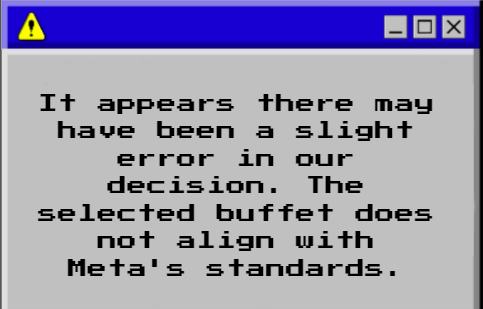 It appears there may
have been a slight
error in our
decision. The
selected buffet does
not align with
Meta's standards.